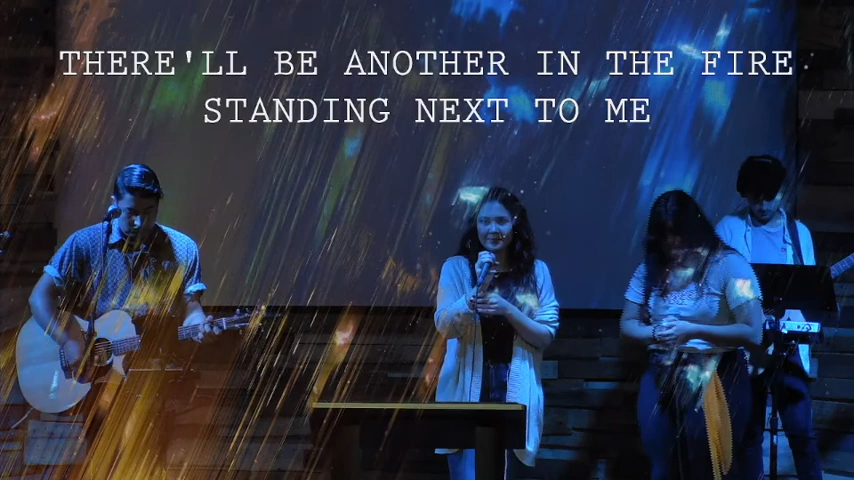 THERE'LL BE ANOTHER IN THE FIRE
STANDING NEXT TO ME